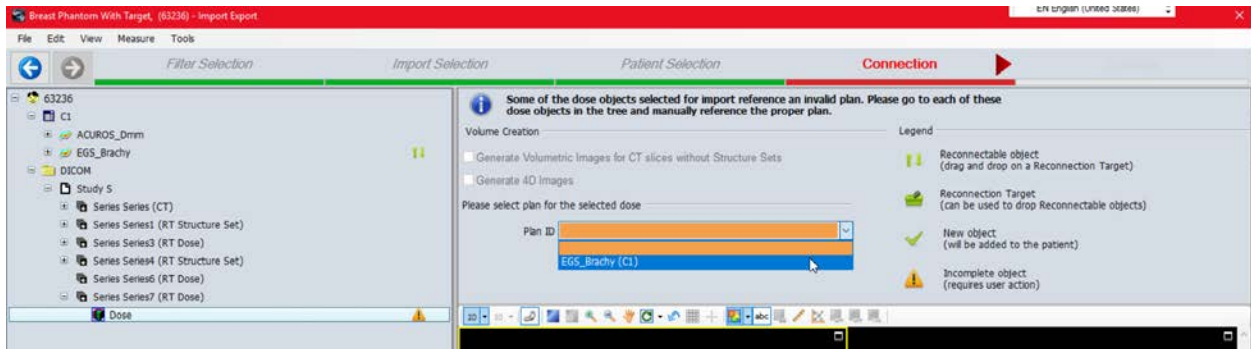 Breast Phantom With Target, (63236) - Import Export
EN English (United States)
File Edit View Measure Tools
Filter Selection
Import Selection
Patient Selection
Connection
63236
C1
ACUROS_Dmm
EGS_Brachy
DICOM
Study S
Series Series (CT)
Series Series1 (RT Structure Set)
Series Series3 (RT Dose)
Series Series4 (RT Structure Set)
Series Series6 (RT Dose)
Series Series7 (RT Dose)
Dose
Some of the dose objects selected for import reference an invalid plan. Please go to each of these
dose objects in the tree and manually reference the proper plan.
Volume Creation
Generate Volumetric Images for CT slices without Structure Sets
Generate 4D Images
Please select plan for the selected dose
Plan ID
EGS_Brachy (C1)
Legend
Reconnectable object
(drag and drop on a Reconnection Target)
Reconnection Target
(can be used to drop Reconnectable objects)
New object
(will be added to the patient)
Incomplete object
(requires user action)
2D
abc